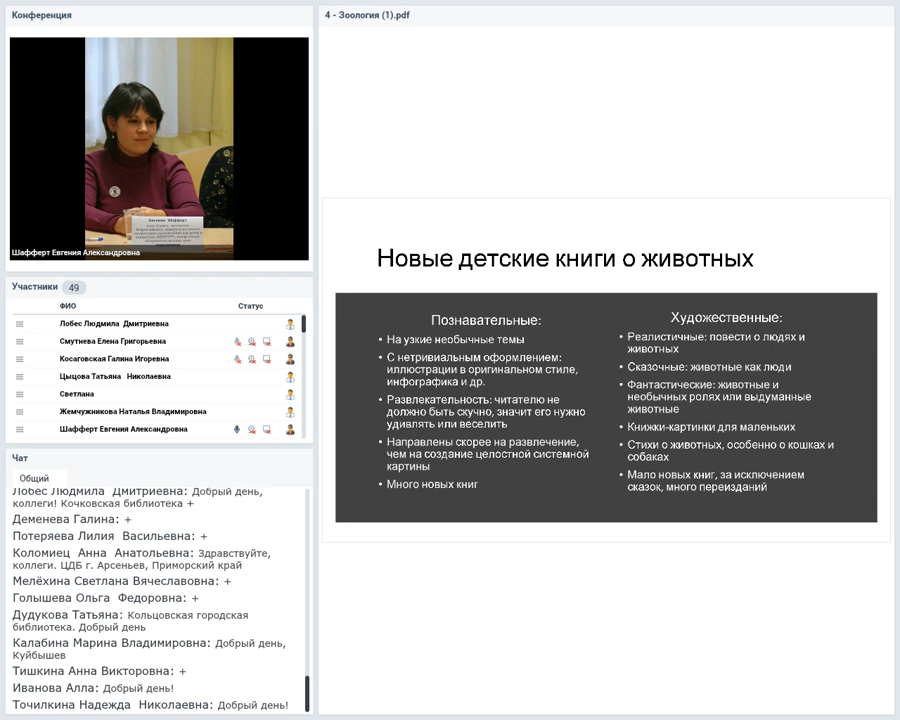 Конференция
Евгения Шафферт
Шафферт Евгения Александровна
Участники 49
ФИО Статус
Лобес Людмила Дмитриевна
Смутнева Елена Григорьевна
Косаговская Галина Игоревна
Цыцова Татьяна Николаевна
Светлана
Жемчужникова Наталья Владимировна
Шафферт Евгения Александровна
Чат
Общий
Лобес Людмила Дмитриевна: Добрый день,
коллеги! Кочковская библиотека +
Деменева Галина: +
Потеряева Лилия Васильевна: +
Коломиец Анна Анатольевна: Здравствуйте,
коллеги. ЦДБ г. Арсеньев, Приморский край
Мелёхина Светлана Вячеславовна: +
Голышева Ольга Федоровна: +
Дудукова Татьяна: Кольцовская городская
библиотека. Добрый день
Калабина Марина Владимировна: Добрый день,
Куйбышев
Тишкина Анна Викторовна: +
Иванова Алла: Добрый день!
Точилкина Надежда Николаевна: Добрый день!
4 - Зоология (1).pdf
Новые детские книги о животных
Познавательные:
• На узкие необычные темы
• С нетривиальным оформлением:
иллюстрации в оригинальном стиле,
инфографика и др.
• Развлекательность: читателю не
должно быть скучно, значит его нужно
удивлять или веселить
• Направлены скорее на развлечение,
чем на создание целостной системной
картины
• Много новых книг
Художественные:
• Реалистичные: повести о людях и
животных
• Сказочные: животные как люди
• Фантастические: животные и
необычных ролях или выдуманные
животные
• Книжки-картинки для маленьких
• Стихи о животных, особенно о кошках и
собаках
• Мало новых книг, за исключением
сказок, много переизданий